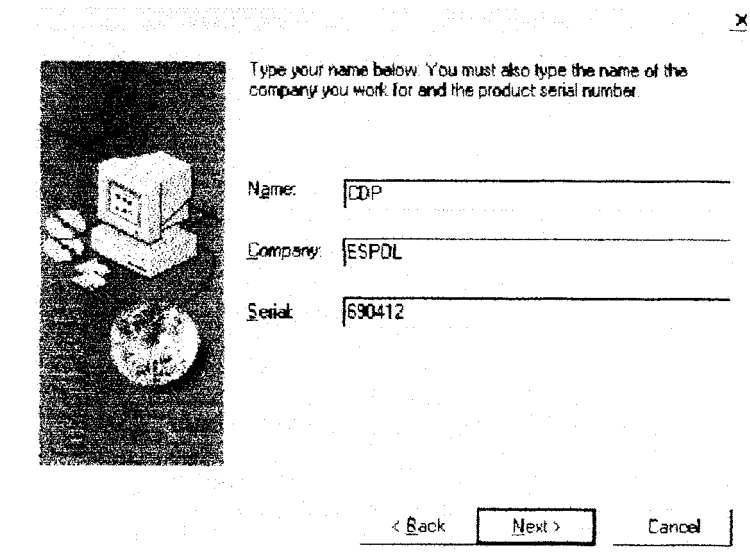 Type your name below. You must also type the name of the
company you work for and the product serial number.
Name: CDP
Company: ESPOL
Serial: 690412
< Back Next > Cancel